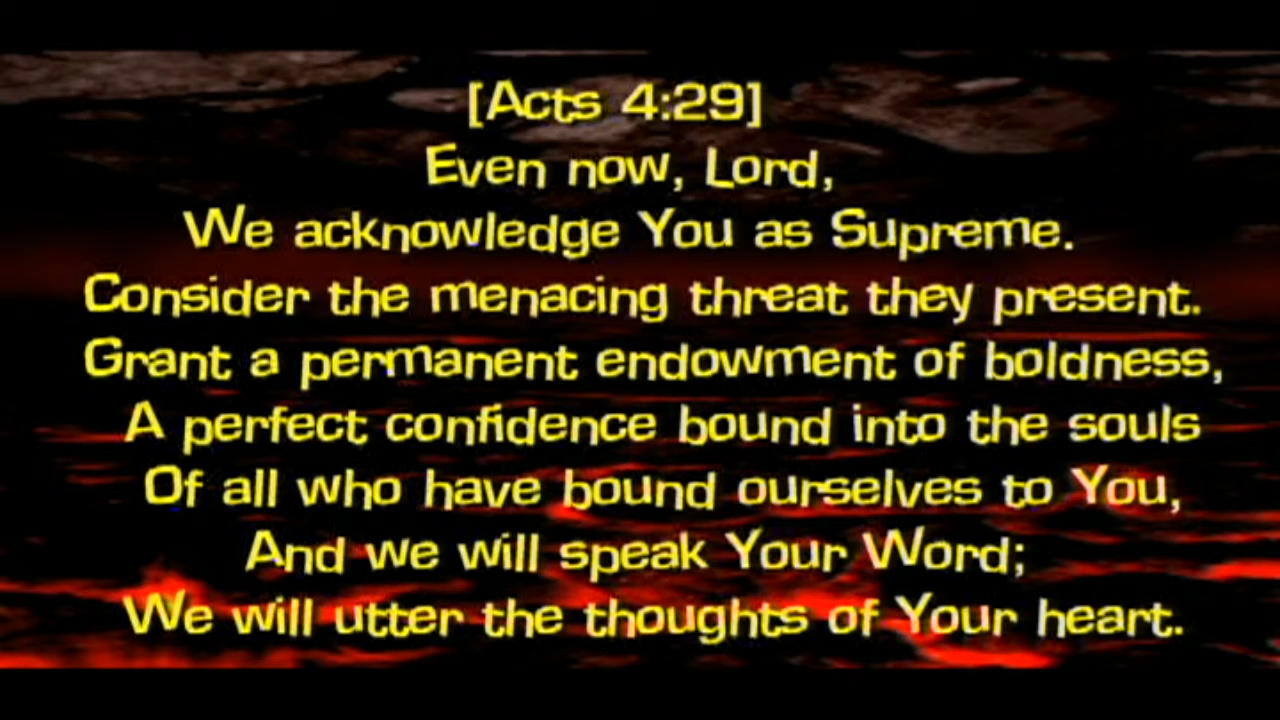 [Acts 4:29]
Even now, Lord,
We acknowledge You as Supreme.
Consider the menacing threat they present.
Grant a permanent endowment of boldness,
A perfect confidence bound into the souls
Of all who have bound ourselves to You,
And we will speak Your Word;
We will utter the thoughts of Your heart.